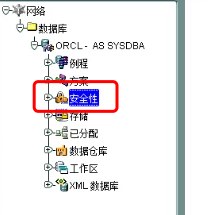 网络
数据库
ORCL - AS SYSDBA
例程
方案
安全性
存储
已分配
数据仓库
工作区
XML 数据库